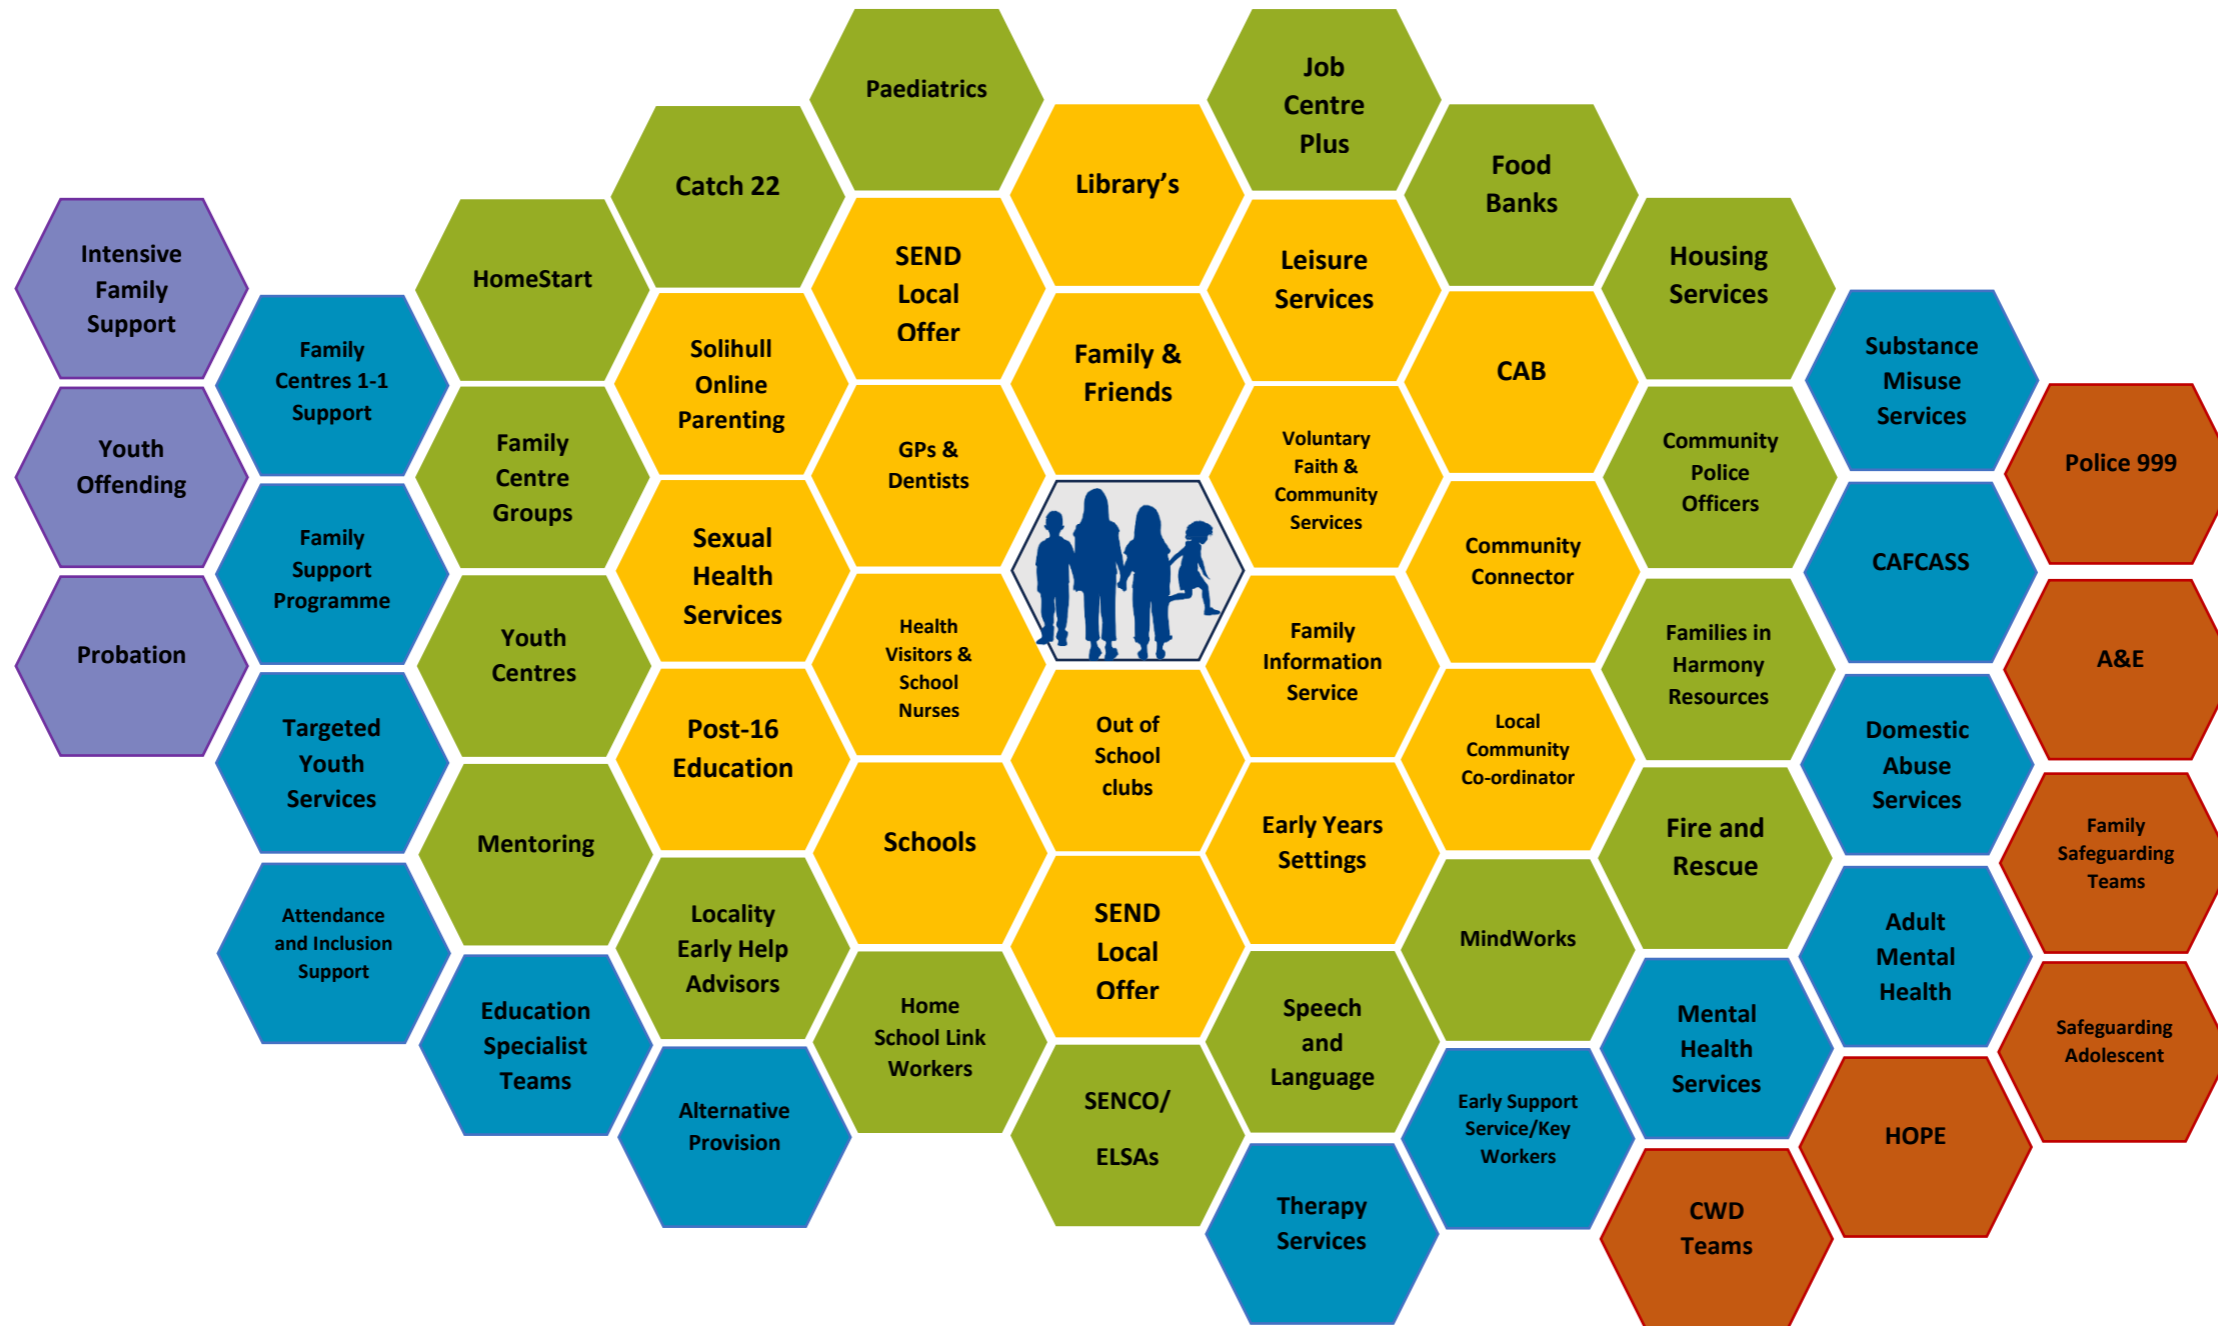 Paediatrics
Job
Centre
Plus
Catch 22
Library’s
Food
Banks
Intensive
Family
Support
HomeStart
SEND
Local
Offer
Leisure
Services
Housing
Services
Family
Centres 1-1
Support
Solihull
Online
Parenting
Family &
Friends
CAB
Substance
Misuse
Services
Youth
Offending
Family
Centre
Groups
GPs &
Dentists
Voluntary
Faith &
Community
Services
Community
Police
Officers
Police 999
Family
Support
Programme
Sexual
Health
Services
Community
Connector
CAFCASS
Probation
Youth
Centres
Health
Visitors &
School
Nurses
Family
Information
Service
Families in
Harmony
Resources
A&E
Targeted
Youth
Services
Post-16
Education
Out of
School
clubs
Local
Community
Co-ordinator
Domestic
Abuse
Services
Mentoring
Schools
Early Years
Settings
Fire and
Rescue
Family
Safeguarding
Teams
Attendance
and Inclusion
Support
Locality
Early Help
Advisors
SEND
Local
Offer
MindWorks
Adult
Mental
Health
Education
Specialist
Teams
Home
School Link
Workers
Speech
and
Language
Mental
Health
Services
Safeguarding
Adolescent
Alternative
Provision
SENCO/
ELSAs
Early Support
Service/Key
Workers
HOPE
Therapy
Services
CWD
Teams